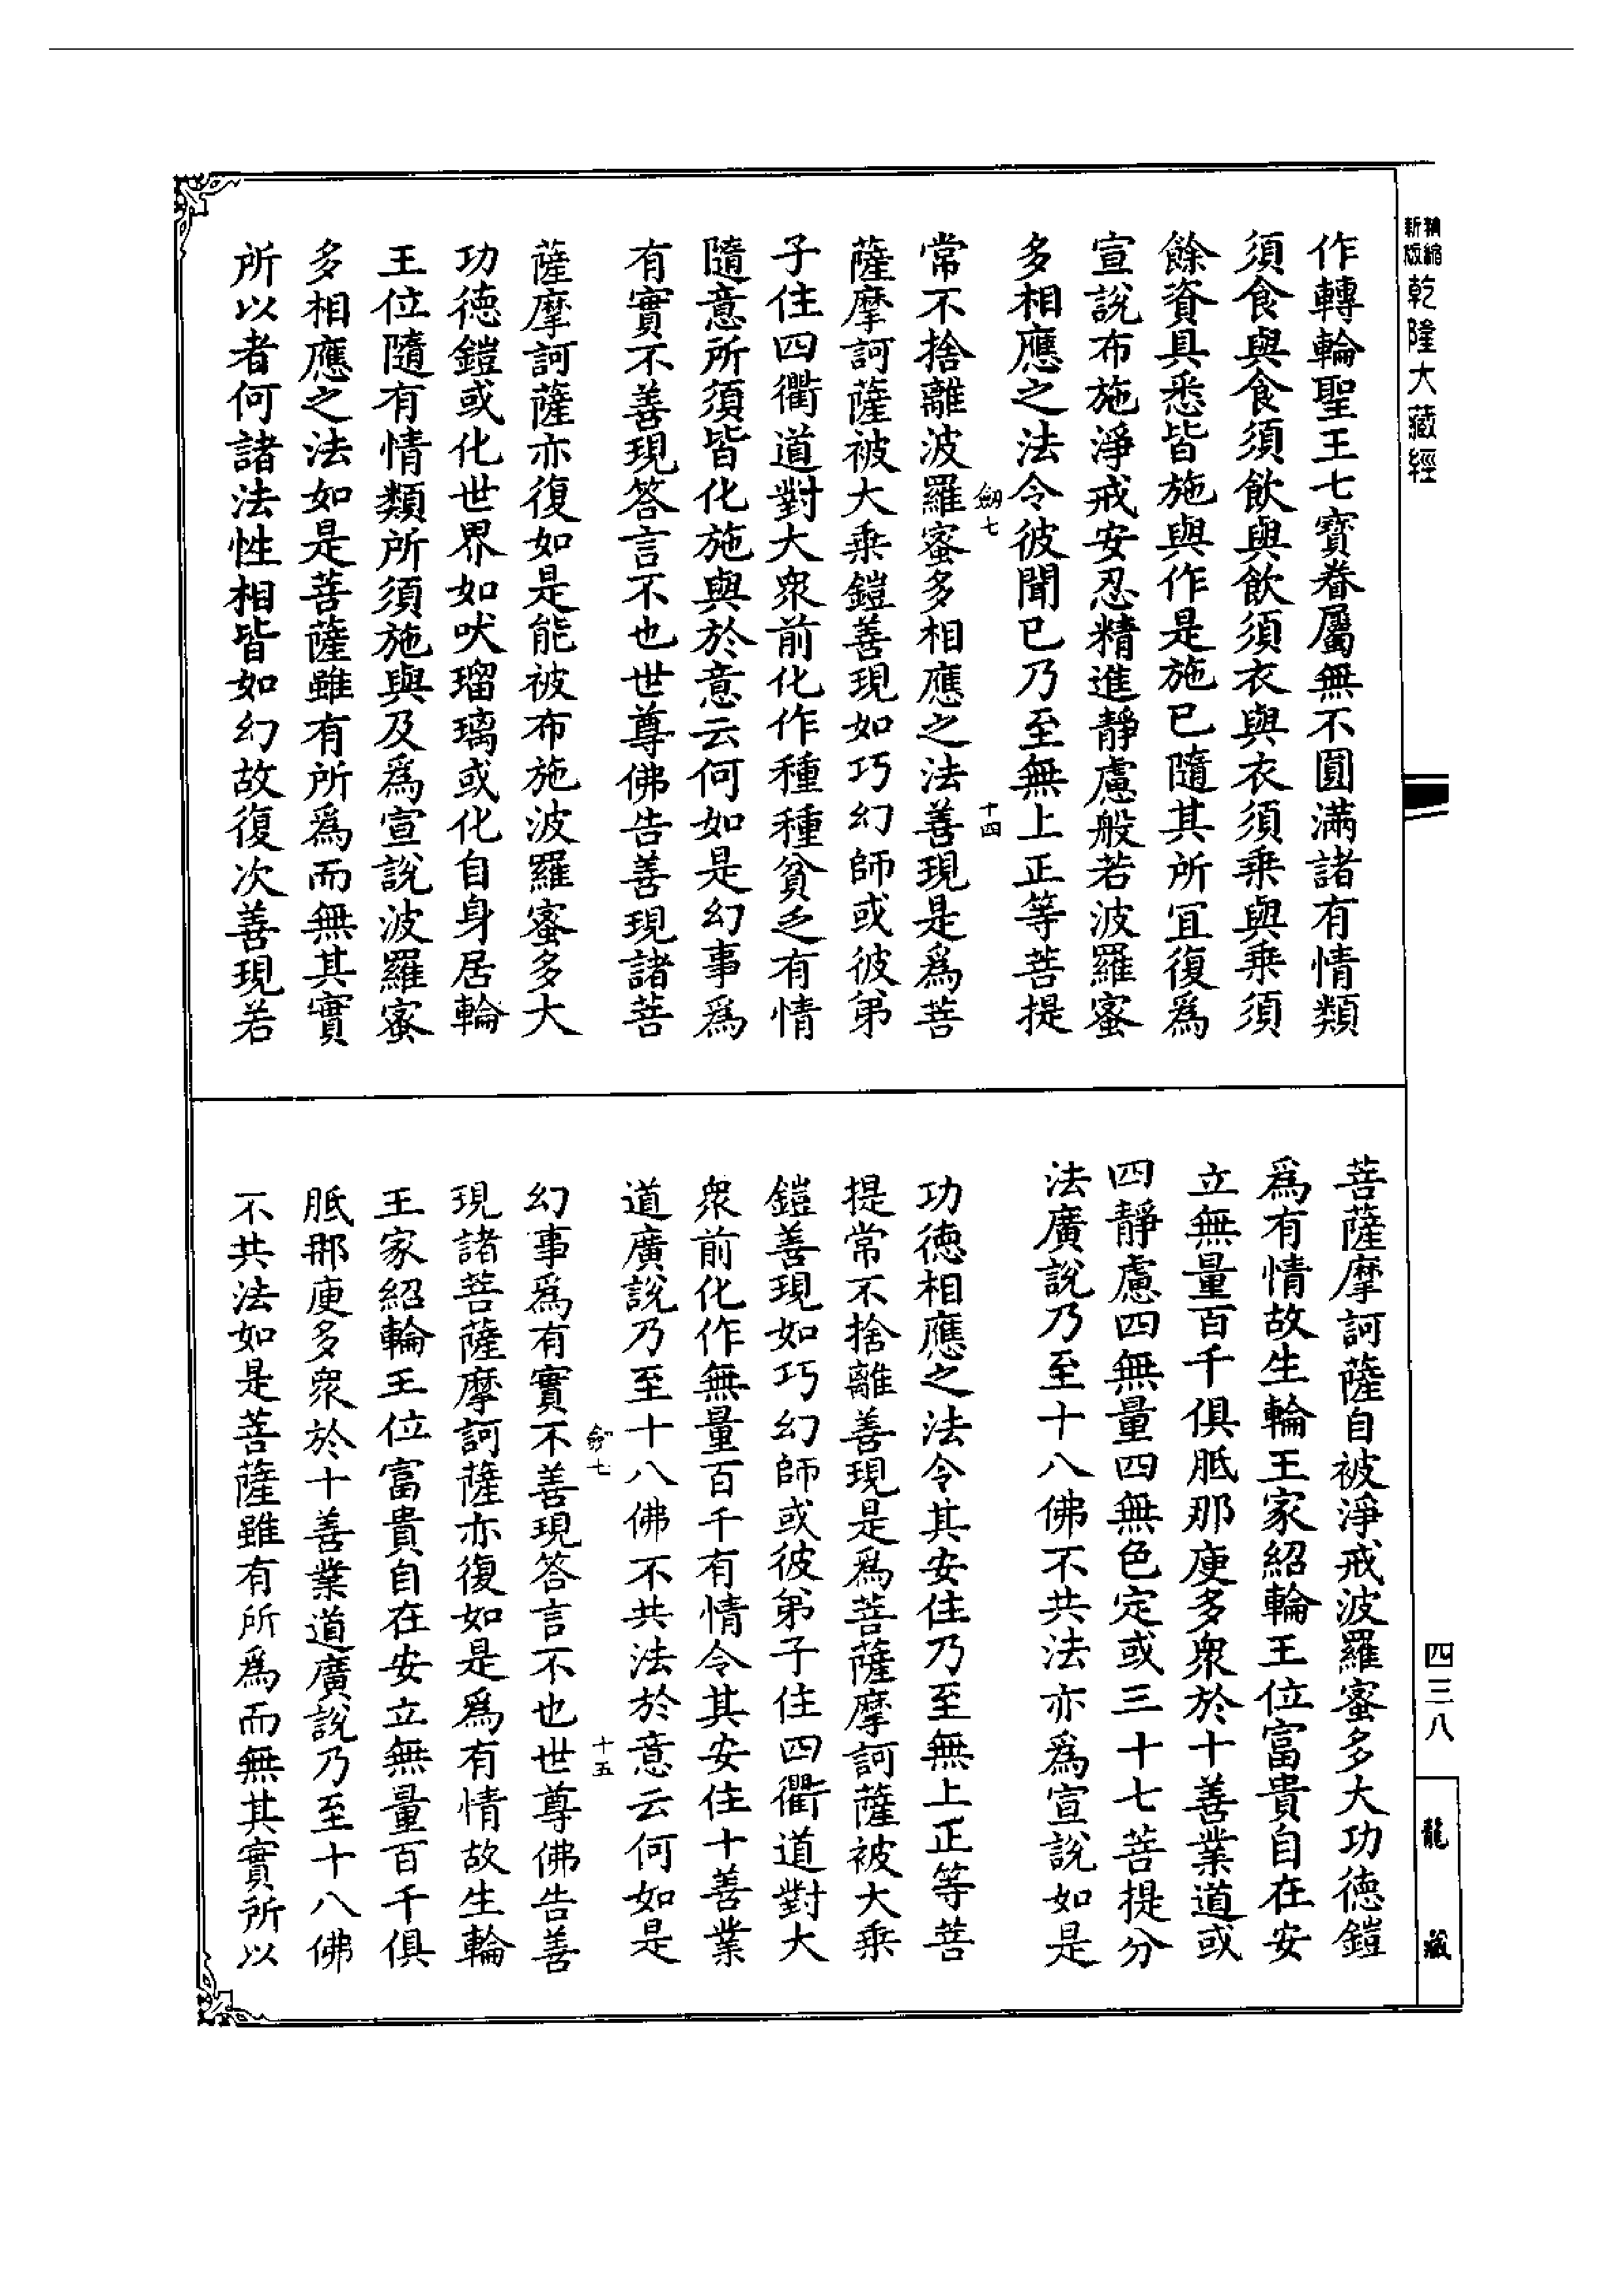 精縮新版乾隆大藏經
作轉輪聖王七寶眷屬無不圓滿諸有情類
須食與食須飲與飲須衣與衣須乘與乘須
餘資具悉皆施與作是施已隨其所宜復爲
宣說布施淨戒安忍精進靜慮般若波羅蜜
多相應之法令彼聞已乃至無上正等菩提
劒七 十四
常不捨離波羅蜜多相應之法善現是爲菩
薩摩訶薩被大乘鎧善現如巧幻師或彼弟
子住四衢道對大眾前化作種種貧乏有情
隨意所須皆化施與於意云何如是幻事爲
有實不善現答言不也世尊佛告善現諸菩
薩摩訶薩亦復如是能被布施波羅蜜多大
功德鎧或化世界如吠瑠璃或化自身居輪
王位隨有情類所須施與及爲宣說波羅蜜
多相應之法如是菩薩雖有所爲而無其實
所以者何諸法性相皆如幻故復次善現若
菩薩摩訶薩自被淨戒波羅蜜多大功德鎧
爲有情故生輪王家紹輪王位富貴自在安
立無量百千俱胝那庾多眾於十善業道或
四靜慮四無量四無色定或三十七菩提分
法廣說乃至十八佛不共法亦爲宣說如是
功德相應之法令其安住乃至無上正等菩
提常不捨離善現是爲菩薩摩訶薩被大乘
鎧善現如巧幻師或彼弟子住四衢道對大
眾前化作無量百千有情令其安住十善業
道廣說乃至十八佛不共法於意云何如是
劒七 十五
幻事爲有實不善現答言不也世尊佛告善
現諸菩薩摩訶薩亦復如是爲有情故生輪
王家紹輪王位富貴自在安立無量百千俱
胝那庾多眾於十善業道廣說乃至十八佛
不共法如是菩薩雖有所爲而無其實所以
四三八
龍藏